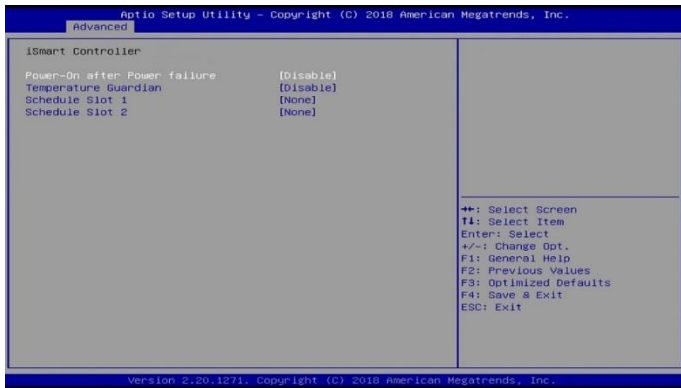 Aptio Setup Utility – Copyright (C) 2018 American Megatrends, Inc.
Advanced
iSmart Controller
Power-On after Power failure [Disable]
Temperature Guardian [Disable]
Schedule Slot 1 [None]
Schedule Slot 2 [None]
→←: Select Screen
↑↓: Select Item
Enter: Select
+/-: Change Opt.
F1: General Help
F2: Previous Values
F3: Optimized Defaults
F4: Save & Exit
ESC: Exit
Version 2.20.1271. Copyright (C) 2018 American Megatrends, Inc.